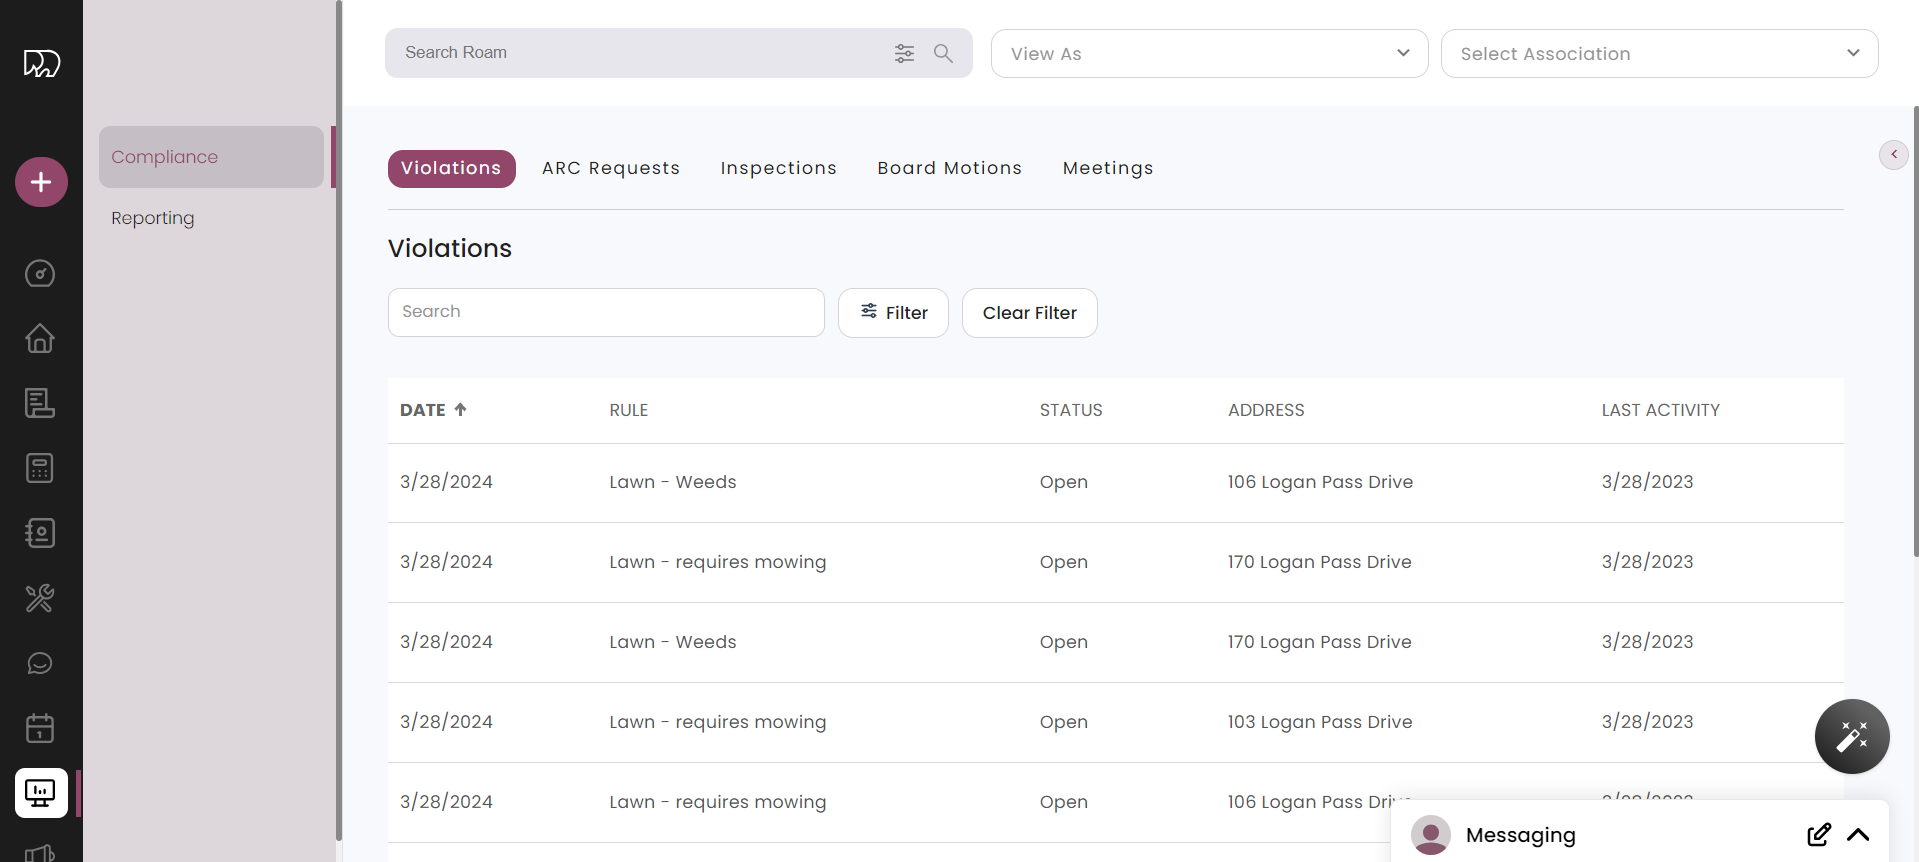 Search Roam
View As
Select Association
Compliance
Reporting
Violations
ARC Requests
Inspections
Board Motions
Meetings
Violations
Search
Filter
Clear Filter
DATE RULE STATUS ADDRESS LAST ACTIVITY
3/28/2024 Lawn - Weeds Open 106 Logan Pass Drive 3/28/2023
3/28/2024 Lawn - requires mowing Open 170 Logan Pass Drive 3/28/2023
3/28/2024 Lawn - Weeds Open 170 Logan Pass Drive 3/28/2023
3/28/2024 Lawn - requires mowing Open 103 Logan Pass Drive 3/28/2023
3/28/2024 Lawn - requires mowing Open 106 Logan Pass
Messaging